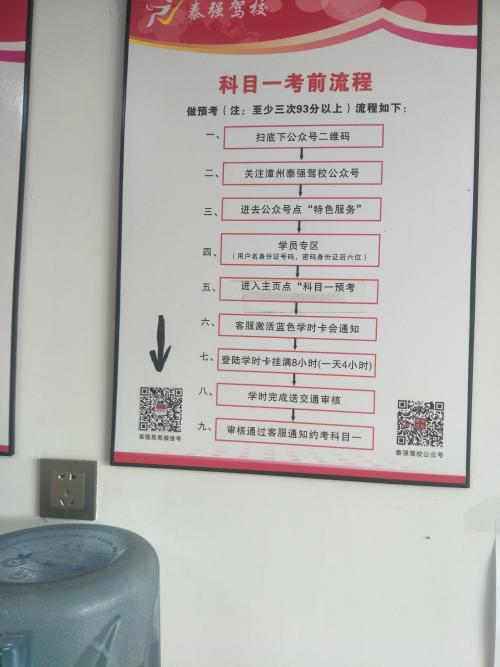 泰强驾校
科目一考前流程
做预考（注：至少三次93分以上）流程如下：
一、扫底下公众号二维码
二、关注漳州泰强驾校公众号
三、进去公众号点“特色服务”
四、学员专区
（用户名身份证号码，密码身份证后六位）
五、进入主页点“科目一预考
六、客服激活蓝色学时卡会通知
七、登陆学时卡挂满8小时(一天4小时)
八、学时完成送交通审核
九、审核通过客服通知约考科目一
客服思思微信号
泰强驾校公众号